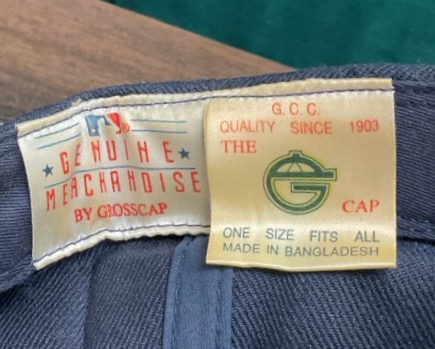 ★ GENUINE ★
MERCHANDISE
BY GROSSCAP
G.C.C.
QUALITY SINCE 1903
THE
G CAP
ONE SIZE FITS ALL
MADE IN BANGLADESH